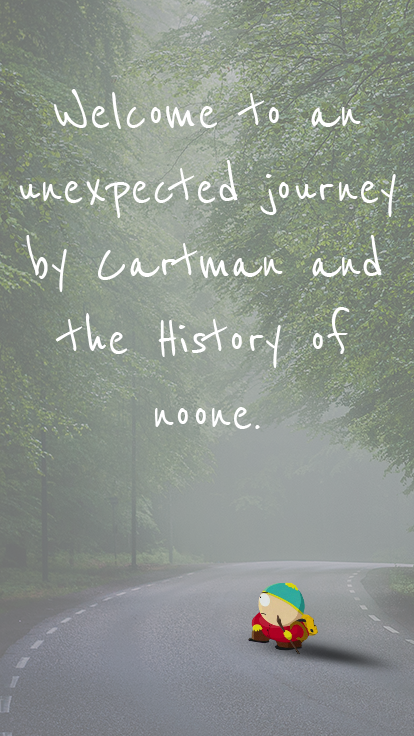 Welcome to an
unexpected journey
by Cartman and
the History of
noone.